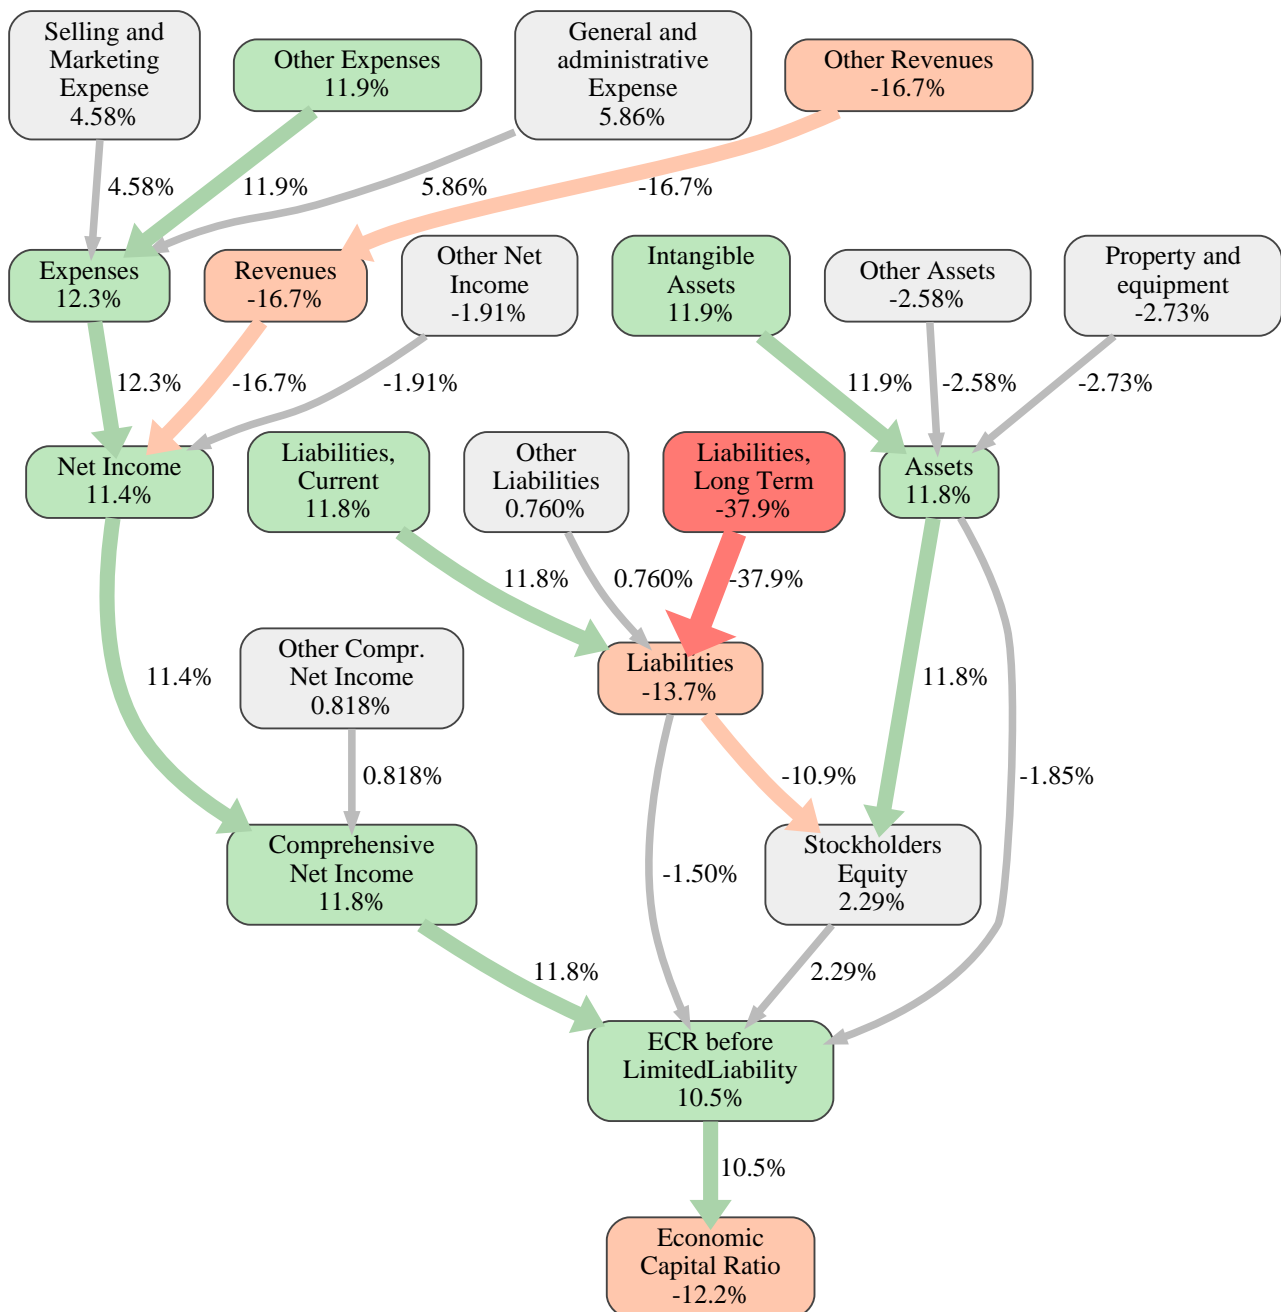 Selling and
Marketing
Expense
4.58%
Other Expenses
11.9%
General and
administrative
Expense
5.86%
Other Revenues
-16.7%
4.58%
11.9%
5.86%
-16.7%
Expenses
12.3%
Revenues
-16.7%
Other Net
Income
-1.91%
Intangible
Assets
11.9%
Other Assets
-2.58%
Property and
equipment
-2.73%
12.3%
-16.7%
-1.91%
11.9%
-2.58%
-2.73%
Net Income
11.4%
Liabilities,
Current
11.8%
Other
Liabilities
0.760%
Liabilities,
Long Term
-37.9%
Assets
11.8%
11.8%
0.760%
-37.9%
11.4%
Other Compr.
Net Income
0.818%
Liabilities
-13.7%
11.8%
0.818%
-10.9%
-1.85%
Comprehensive
Net Income
11.8%
-1.50%
Stockholders
Equity
2.29%
11.8%
2.29%
ECR before
LimitedLiability
10.5%
10.5%
Economic
Capital Ratio
-12.2%